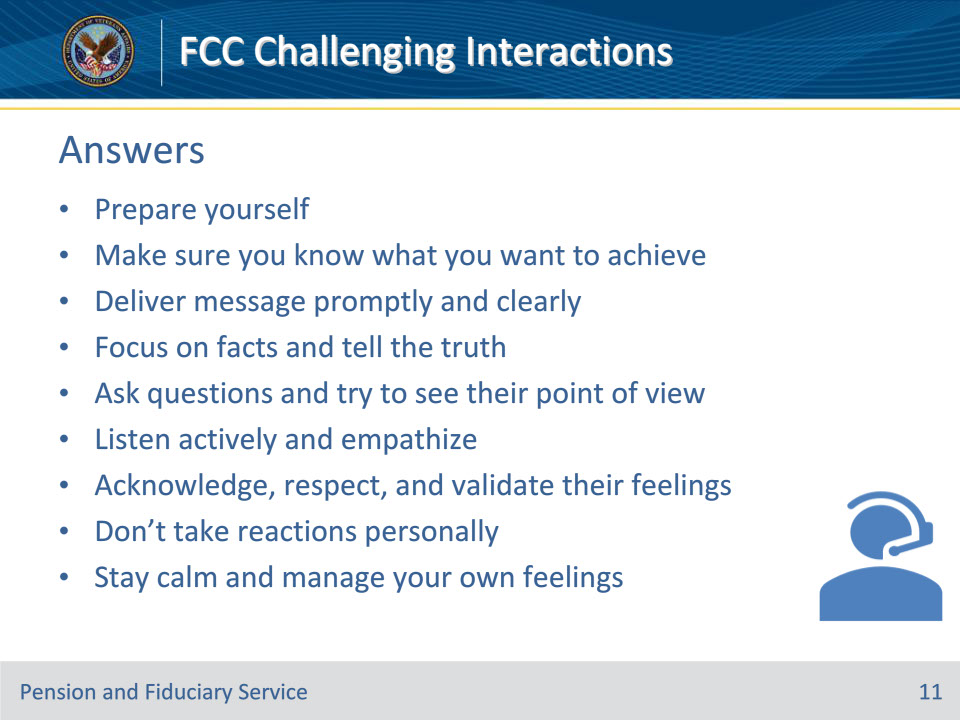 FCC Challenging Interactions
Answers
• Prepare yourself
• Make sure you know what you want to achieve
• Deliver message promptly and clearly
• Focus on facts and tell the truth
• Ask questions and try to see their point of view
• Listen actively and empathize
• Acknowledge, respect, and validate their feelings
• Don’t take reactions personally
• Stay calm and manage your own feelings
Pension and Fiduciary Service
11